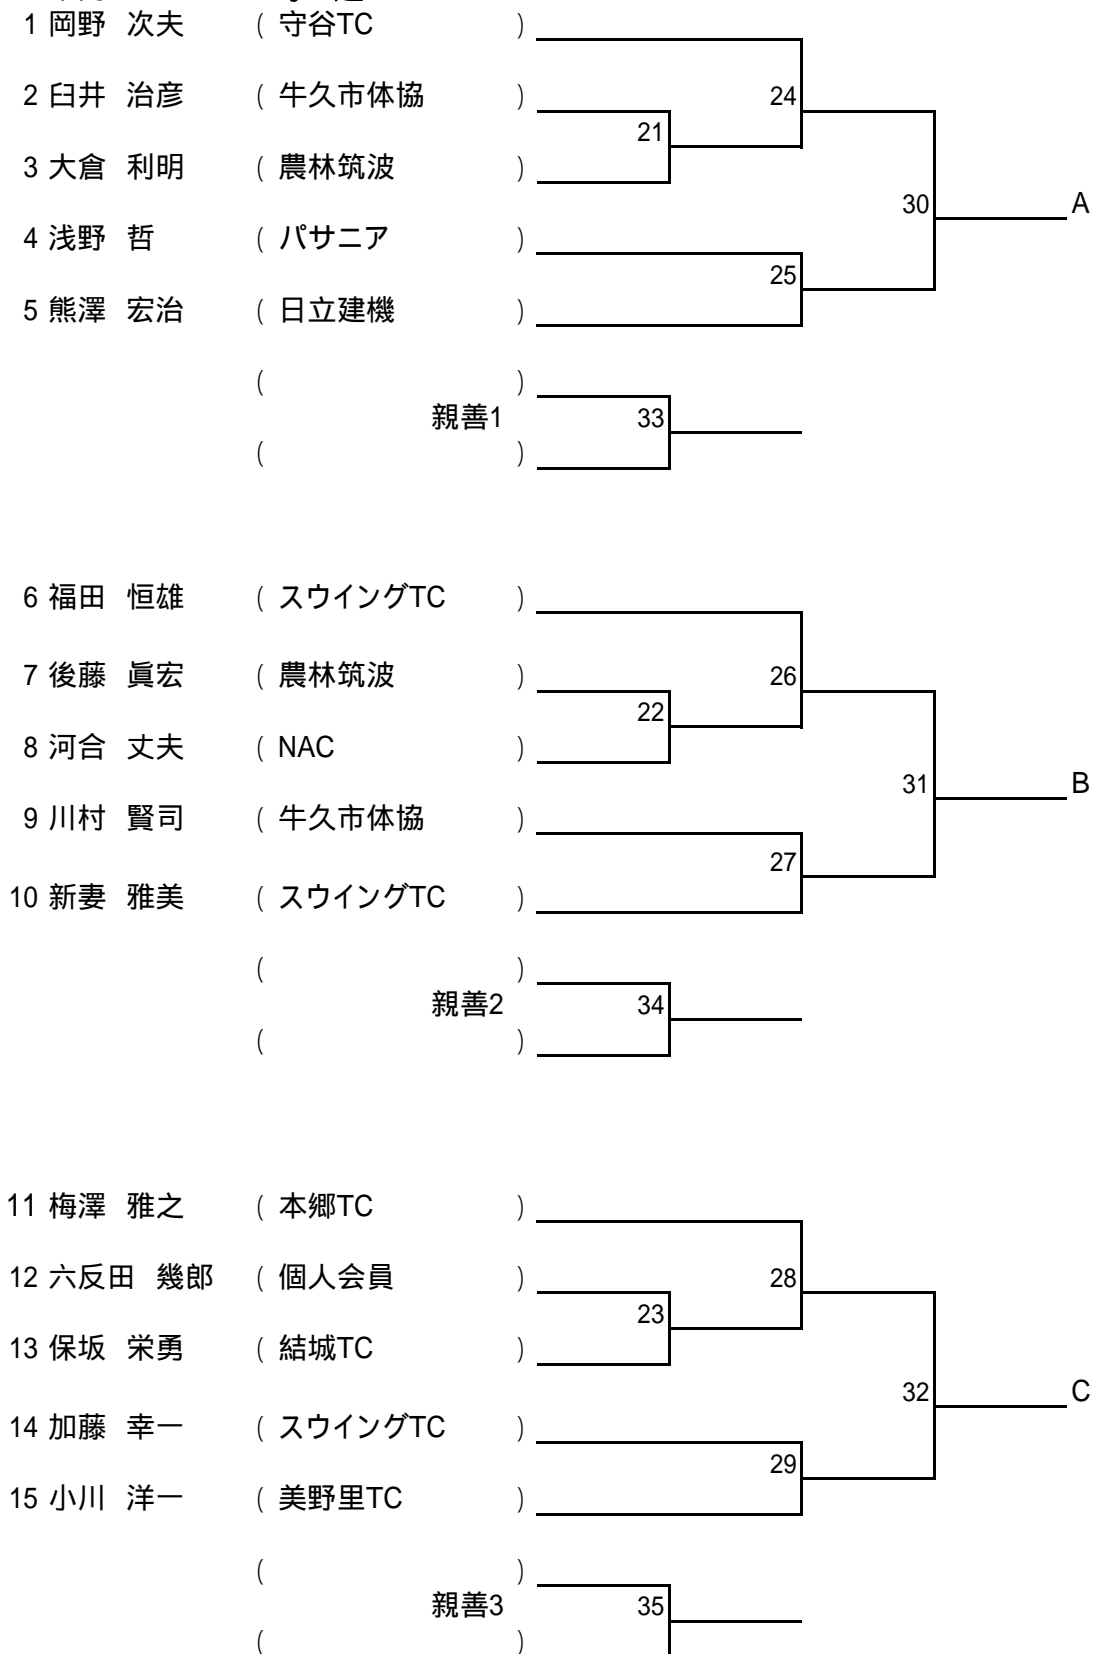 1 岡野 次夫 ( 守谷TC )
2 臼井 治彦 ( 牛久市体協 ) 24
21
3 大倉 利明 ( 農林筑波 )
30 A
4 浅野 哲 ( パサニア )
25
5 熊澤 宏治 ( 日立建機 )
( )
親善1 33
( )
6 福田 恒雄 ( スウイングTC )
7 後藤 眞宏 ( 農林筑波 ) 26
22
8 河合 丈夫 ( NAC )
31 B
9 川村 賢司 ( 牛久市体協 )
27
10 新妻 雅美 ( スウイングTC )
( )
親善2 34
( )
11 梅澤 雅之 ( 本郷TC )
12 六反田 幾郎 ( 個人会員 ) 28
23
13 保坂 栄勇 ( 結城TC )
32 C
14 加藤 幸一 ( スウイングTC )
29
15 小川 洋一 ( 美野里TC )
( )
親善3 35
( )